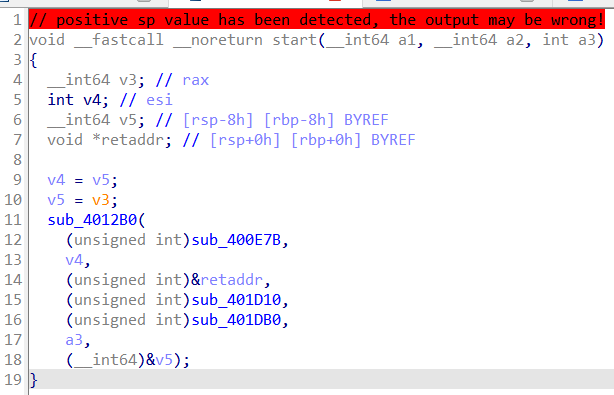 1 // positive sp value has been detected, the output may be wrong!
2 void __fastcall __noreturn start(__int64 a1, __int64 a2, int a3)
3 {
4   __int64 v3; // rax
5   int v4; // esi
6   __int64 v5; // [rsp-8h] [rbp-8h] BYREF
7   void *retaddr; // [rsp+0h] [rbp+0h] BYREF
8
9   v4 = v5;
10   v5 = v3;
11   sub_4012B0(
12     (unsigned int)sub_400E7B,
13     v4,
14     (unsigned int)&retaddr,
15     (unsigned int)sub_401D10,
16     (unsigned int)sub_401DB0,
17     a3,
18     (__int64)&v5);
19 }